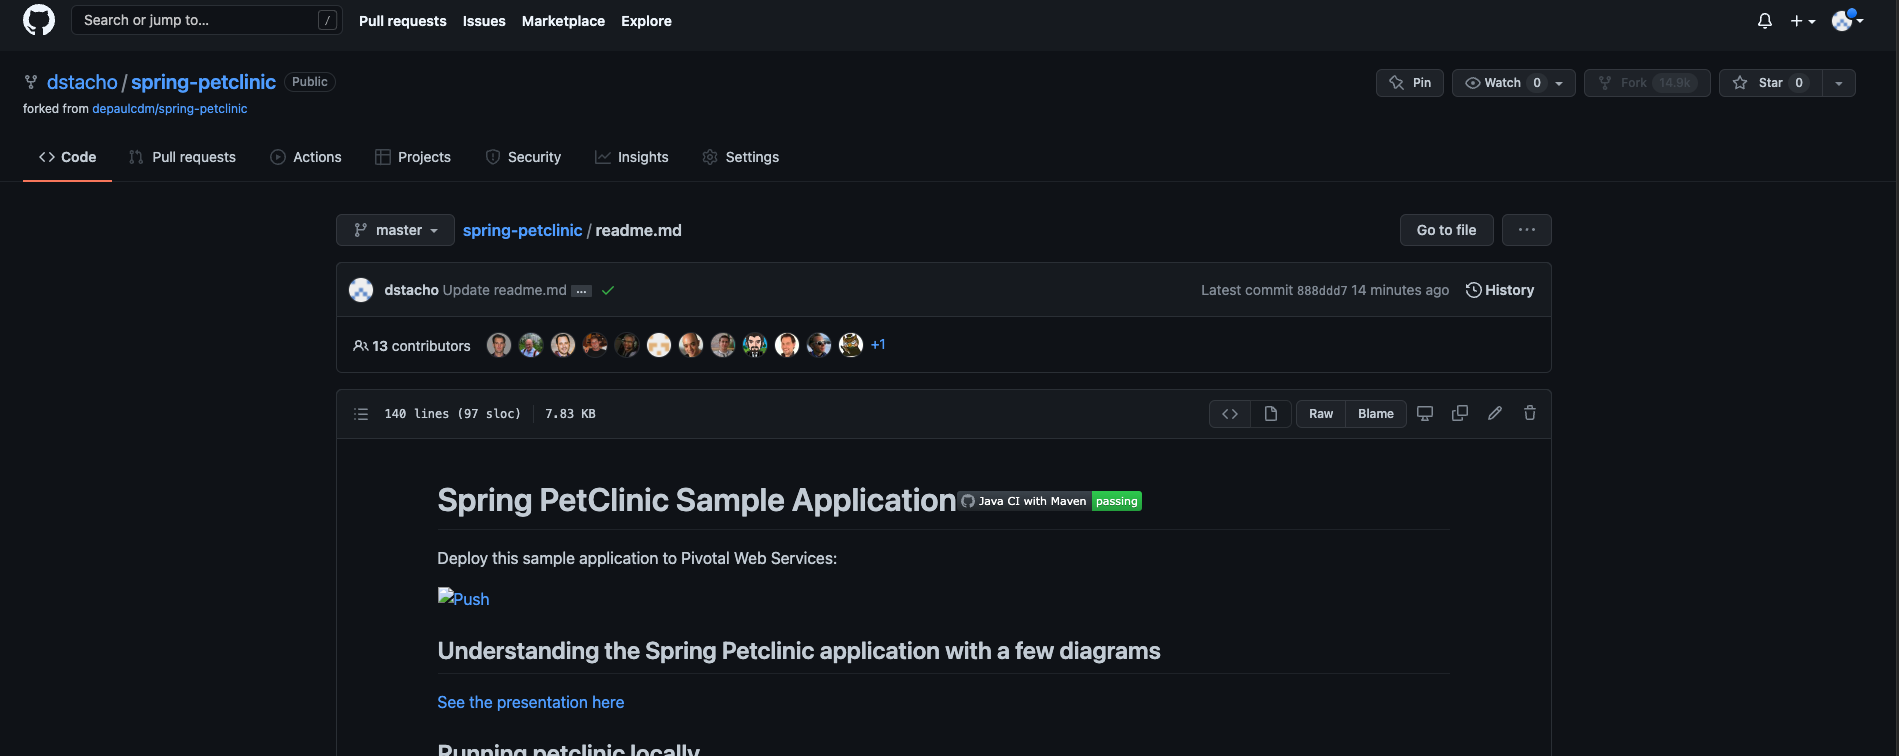 Search or jump to... /
Pull requests Issues Marketplace Explore
dstacho / spring-petclinic Public
forked from depaulcdm/spring-petclinic
Pin Watch 0 Fork 14.9k Star 0
Code Pull requests Actions Projects Security Insights Settings
master spring-petclinic / readme.md Go to file ...
dstacho Update readme.md ... Latest commit 888ddd7 14 minutes ago History
13 contributors +1
140 lines (97 sloc) 7.83 KB Raw Blame
Spring PetClinic Sample Application Java CI with Maven passing
Deploy this sample application to Pivotal Web Services:
Push
Understanding the Spring Petclinic application with a few diagrams
See the presentation here
Running petclinic locally